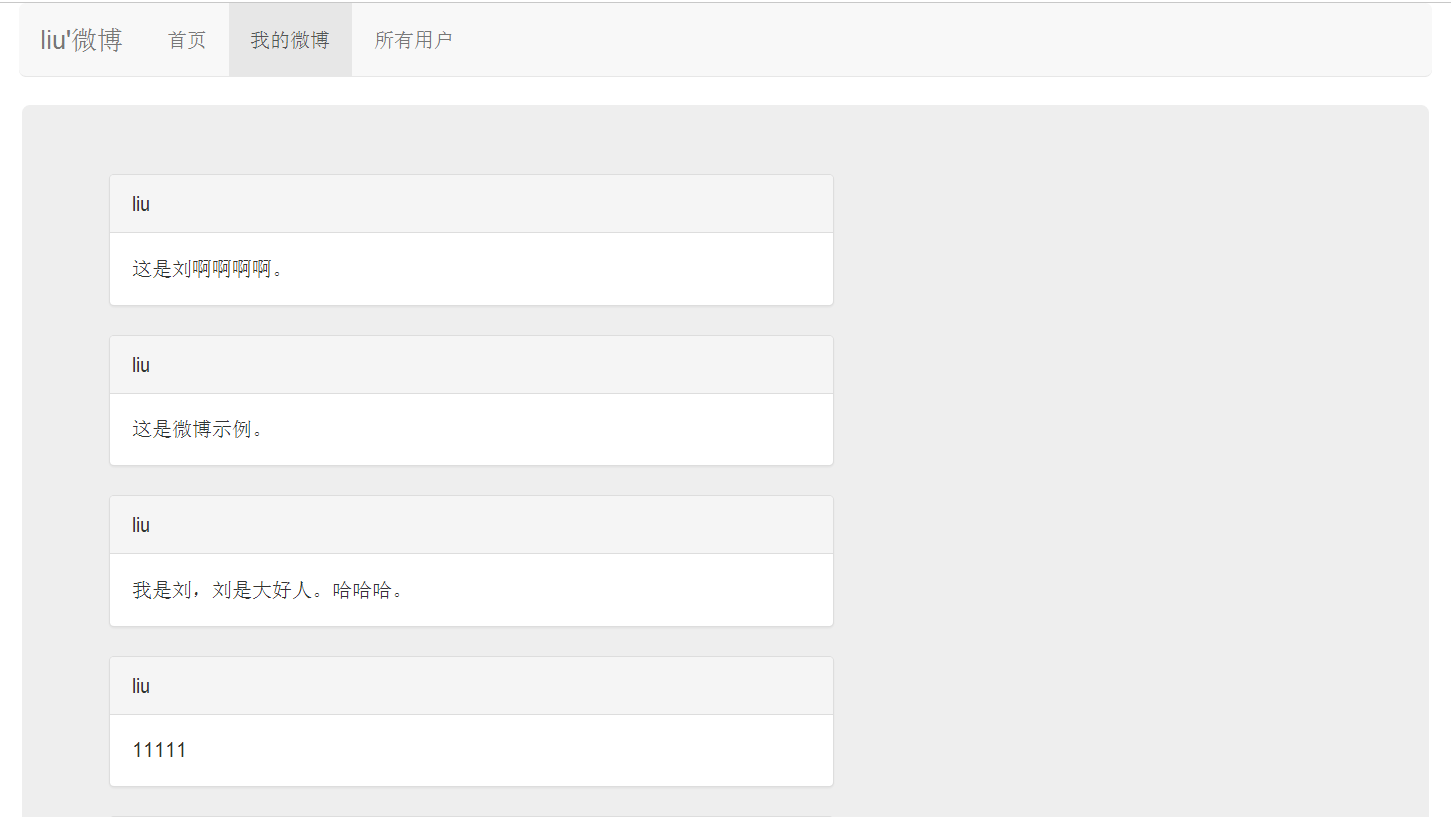 liu'微博 首页 我的微博 所有用户
liu
这是刘啊啊啊啊。
liu
这是微博示例。
liu
我是刘，刘是大好人。哈哈哈。
liu
11111